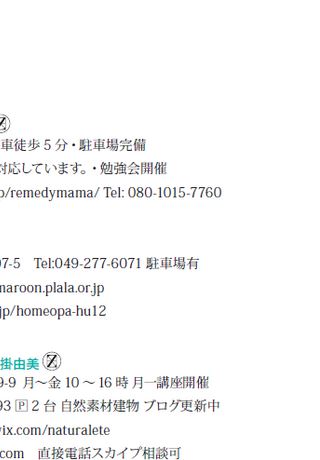 Ⓩ
車徒歩 5 分・駐車場完備
対応しています。・勉強会開催
/remedymama/ Tel: 080-1015-7760
7-5 Tel:049-277-6071 駐車場有
maroon.plala.or.jp
jp/homeopa-hu12
掛由美 Ⓩ
9-9 月～金 10 ～ 16 時 月一講座開催
93 🄿 2 台 自然素材建物 ブログ更新中
vix.com/naturalete
.com 直接電話スカイプ相談可